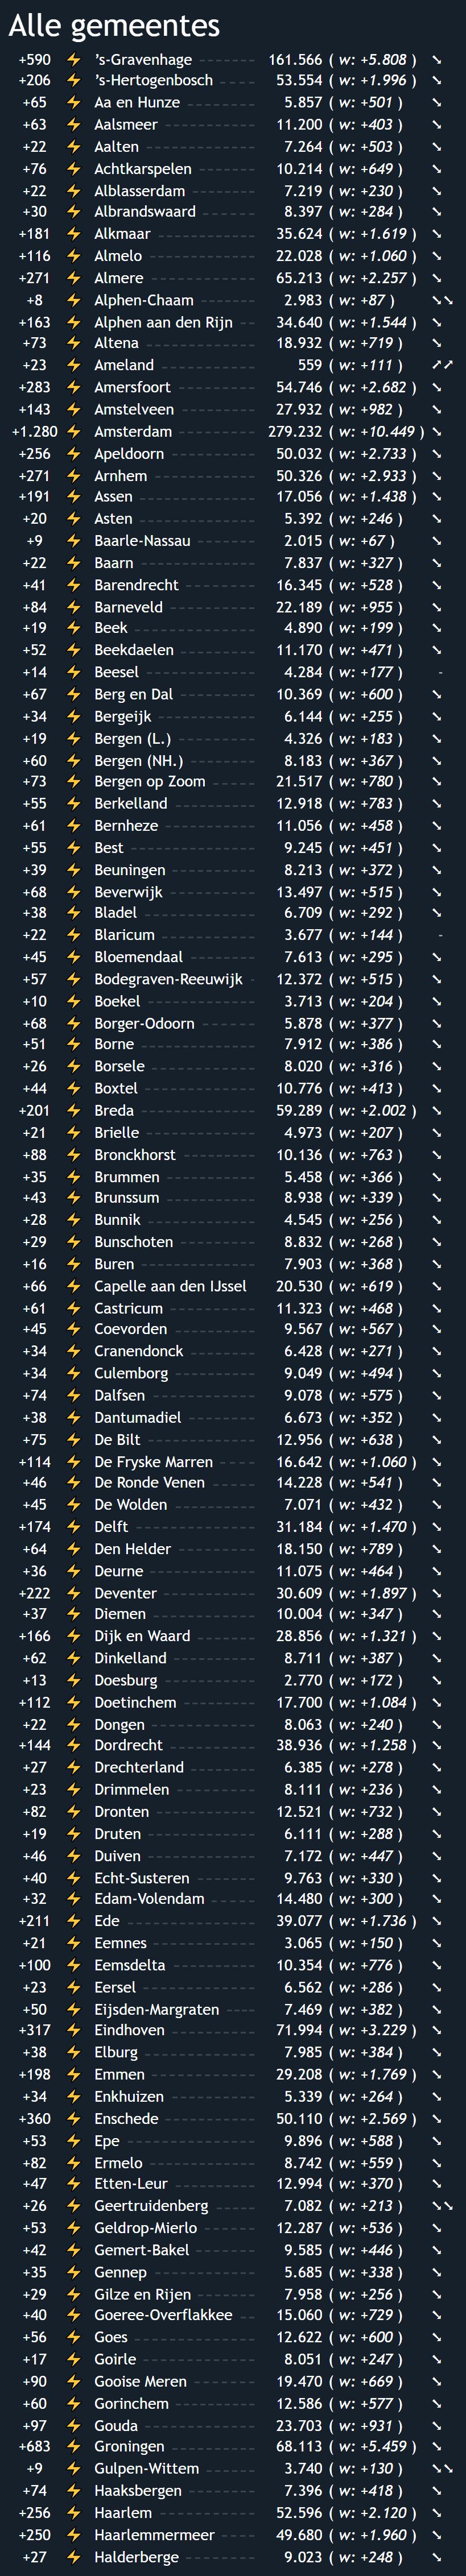 Alle gemeentes
+590 ⚡ ’s-Gravenhage 161.566 ( w: +5.808 ) ➘
+206 ⚡ ’s-Hertogenbosch 53.554 ( w: +1.996 ) ➘
+65 ⚡ Aa en Hunze 5.857 ( w: +501 ) ➘
+63 ⚡ Aalsmeer 11.200 ( w: +403 ) ➘
+22 ⚡ Aalten 7.264 ( w: +503 ) ➘
+76 ⚡ Achtkarspelen 10.214 ( w: +649 ) ➘
+22 ⚡ Alblasserdam 7.219 ( w: +230 ) ➘
+30 ⚡ Albrandswaard 8.397 ( w: +284 ) ➘
+181 ⚡ Alkmaar 35.624 ( w: +1.619 ) ➘
+116 ⚡ Almelo 22.028 ( w: +1.060 ) ➘
+271 ⚡ Almere 65.213 ( w: +2.257 ) ➘
+8 ⚡ Alphen-Chaam 2.983 ( w: +87 ) ➘➘
+163 ⚡ Alphen aan den Rijn 34.640 ( w: +1.544 ) ➘
+73 ⚡ Altena 18.932 ( w: +719 ) ➘
+23 ⚡ Ameland 559 ( w: +111 ) ➚➚
+283 ⚡ Amersfoort 54.746 ( w: +2.682 ) ➘
+143 ⚡ Amstelveen 27.932 ( w: +982 ) ➘
+1.280 ⚡ Amsterdam 279.232 ( w: +10.449 ) ➘
+256 ⚡ Apeldoorn 50.032 ( w: +2.733 ) ➘
+271 ⚡ Arnhem 50.326 ( w: +2.933 ) ➘
+191 ⚡ Assen 17.056 ( w: +1.438 ) ➘
+20 ⚡ Asten 5.392 ( w: +246 ) ➘
+9 ⚡ Baarle-Nassau 2.015 ( w: +67 ) ➘
+22 ⚡ Baarn 7.837 ( w: +327 ) ➘
+41 ⚡ Barendrecht 16.345 ( w: +528 ) ➘
+84 ⚡ Barneveld 22.189 ( w: +955 ) ➘
+19 ⚡ Beek 4.890 ( w: +199 ) ➘
+52 ⚡ Beekdaelen 11.170 ( w: +471 ) ➘
+14 ⚡ Beesel 4.284 ( w: +177 ) -
+67 ⚡ Berg en Dal 10.369 ( w: +600 ) ➘
+34 ⚡ Bergeijk 6.144 ( w: +255 ) ➘
+19 ⚡ Bergen (L.) 4.326 ( w: +183 ) ➘
+60 ⚡ Bergen (NH.) 8.183 ( w: +367 ) ➘
+73 ⚡ Bergen op Zoom 21.517 ( w: +780 ) ➘
+55 ⚡ Berkelland 12.918 ( w: +783 ) ➘
+61 ⚡ Bernheze 11.056 ( w: +458 ) ➘
+55 ⚡ Best 9.245 ( w: +451 ) ➘
+39 ⚡ Beuningen 8.213 ( w: +372 ) ➘
+68 ⚡ Beverwijk 13.497 ( w: +515 ) ➘
+38 ⚡ Bladel 6.709 ( w: +292 ) ➘
+22 ⚡ Blaricum 3.677 ( w: +144 ) -
+45 ⚡ Bloemendaal 7.613 ( w: +295 ) ➘
+57 ⚡ Bodegraven-Reeuwijk 12.372 ( w: +515 ) ➘
+10 ⚡ Boekel 3.713 ( w: +204 ) ➘
+68 ⚡ Borger-Odoorn 5.878 ( w: +377 ) ➘
+51 ⚡ Borne 7.912 ( w: +386 ) ➘
+26 ⚡ Borsele 8.020 ( w: +316 ) ➘
+44 ⚡ Boxtel 10.776 ( w: +413 ) ➘
+201 ⚡ Breda 59.289 ( w: +2.002 ) ➘
+21 ⚡ Brielle 4.973 ( w: +207 ) ➘
+88 ⚡ Bronckhorst 10.136 ( w: +763 ) ➘
+35 ⚡ Brummen 5.458 ( w: +366 ) ➘
+43 ⚡ Brunssum 8.938 ( w: +339 ) ➘
+28 ⚡ Bunnik 4.545 ( w: +256 ) ➘
+29 ⚡ Bunschoten 8.832 ( w: +268 ) ➘
+16 ⚡ Buren 7.903 ( w: +368 ) ➘
+66 ⚡ Capelle aan den IJssel 20.530 ( w: +619 ) ➘
+61 ⚡ Castricum 11.323 ( w: +468 ) ➘
+45 ⚡ Coevorden 9.567 ( w: +567 ) ➘
+34 ⚡ Cranendonck 6.428 ( w: +271 ) ➘
+34 ⚡ Culemborg 9.049 ( w: +494 ) ➘
+74 ⚡ Dalfsen 9.078 ( w: +575 ) ➘
+38 ⚡ Dantumadiel 6.673 ( w: +352 ) ➘
+75 ⚡ De Bilt 12.956 ( w: +638 ) ➘
+114 ⚡ De Fryske Marren 16.642 ( w: +1.060 ) ➘
+46 ⚡ De Ronde Venen 14.228 ( w: +541 ) ➘
+45 ⚡ De Wolden 7.071 ( w: +432 ) ➘
+174 ⚡ Delft 31.184 ( w: +1.470 ) ➘
+64 ⚡ Den Helder 18.150 ( w: +789 ) ➘
+36 ⚡ Deurne 11.075 ( w: +464 ) ➘
+222 ⚡ Deventer 30.609 ( w: +1.897 ) ➘
+37 ⚡ Diemen 10.004 ( w: +347 ) ➘
+166 ⚡ Dijk en Waard 28.856 ( w: +1.321 ) ➘
+62 ⚡ Dinkelland 8.711 ( w: +387 ) ➘
+13 ⚡ Doesburg 2.770 ( w: +172 ) ➘
+112 ⚡ Doetinchem 17.700 ( w: +1.084 ) ➘
+22 ⚡ Dongen 8.063 ( w: +240 ) ➘
+144 ⚡ Dordrecht 38.936 ( w: +1.258 ) ➘
+27 ⚡ Drechterland 6.385 ( w: +278 ) ➘
+23 ⚡ Drimmelen 8.111 ( w: +236 ) ➘
+82 ⚡ Dronten 12.521 ( w: +732 ) ➘
+19 ⚡ Druten 6.111 ( w: +288 ) ➘
+46 ⚡ Duiven 7.172 ( w: +447 ) ➘
+40 ⚡ Echt-Susteren 9.763 ( w: +330 ) ➘
+32 ⚡ Edam-Volendam 14.480 ( w: +300 ) ➘
+211 ⚡ Ede 39.077 ( w: +1.736 ) ➘
+21 ⚡ Eemnes 3.065 ( w: +150 ) ➘
+100 ⚡ Eemsdelta 10.354 ( w: +776 ) ➘
+23 ⚡ Eersel 6.562 ( w: +286 ) ➘
+50 ⚡ Eijsden-Margraten 7.469 ( w: +382 ) ➘
+317 ⚡ Eindhoven 71.994 ( w: +3.229 ) ➘
+38 ⚡ Elburg 7.985 ( w: +384 ) ➘
+198 ⚡ Emmen 29.208 ( w: +1.769 ) ➘
+34 ⚡ Enkhuizen 5.339 ( w: +264 ) ➘
+360 ⚡ Enschede 50.110 ( w: +2.569 ) ➘
+53 ⚡ Epe 9.896 ( w: +588 ) ➘
+82 ⚡ Ermelo 8.742 ( w: +559 ) ➘
+47 ⚡ Etten-Leur 12.994 ( w: +370 ) ➘
+26 ⚡ Geertruidenberg 7.082 ( w: +213 ) ➘➘
+53 ⚡ Geldrop-Mierlo 12.287 ( w: +536 ) ➘
+42 ⚡ Gemert-Bakel 9.585 ( w: +446 ) ➘
+35 ⚡ Gennep 5.685 ( w: +338 ) ➘
+29 ⚡ Gilze en Rijen 7.958 ( w: +256 ) ➘
+40 ⚡ Goeree-Overflakkee 15.060 ( w: +729 ) ➘
+56 ⚡ Goes 12.622 ( w: +600 ) ➘
+17 ⚡ Goirle 8.051 ( w: +247 ) ➘
+90 ⚡ Gooise Meren 19.470 ( w: +669 ) ➘
+60 ⚡ Gorinchem 12.586 ( w: +577 ) ➘
+97 ⚡ Gouda 23.703 ( w: +931 ) ➘
+683 ⚡ Groningen 68.113 ( w: +5.459 ) ➘
+9 ⚡ Gulpen-Wittem 3.740 ( w: +130 ) ➘➘
+74 ⚡ Haaksbergen 7.396 ( w: +418 ) ➘
+256 ⚡ Haarlem 52.596 ( w: +2.120 ) ➘
+250 ⚡ Haarlemmermeer 49.680 ( w: +1.960 ) ➘
+27 ⚡ Halderberge 9.023 ( w: +248 ) ➘